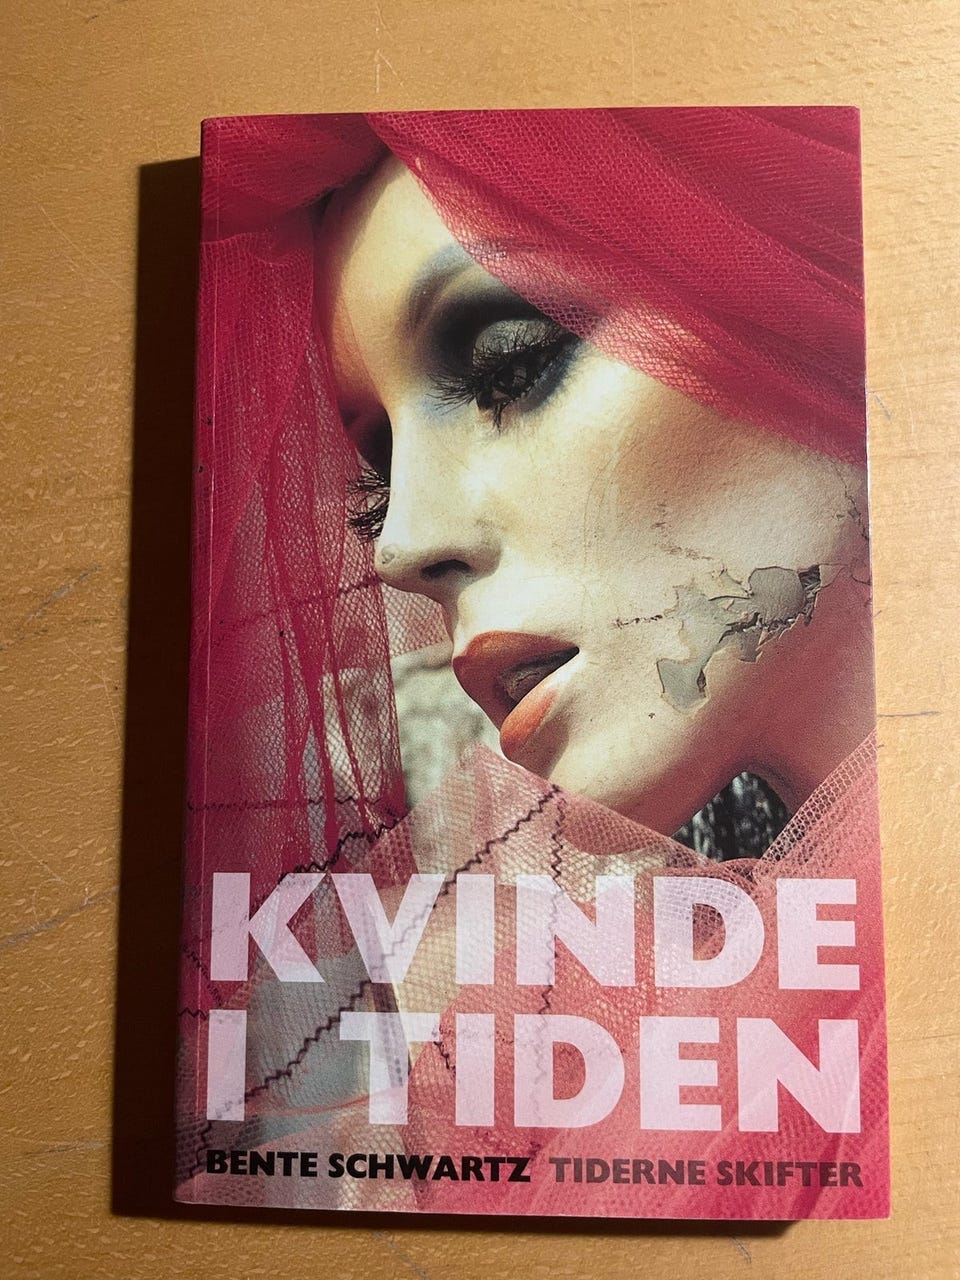 KVINDE
I TIDEN
BENTE SCHWARTZ TIDERNE SKIFTER